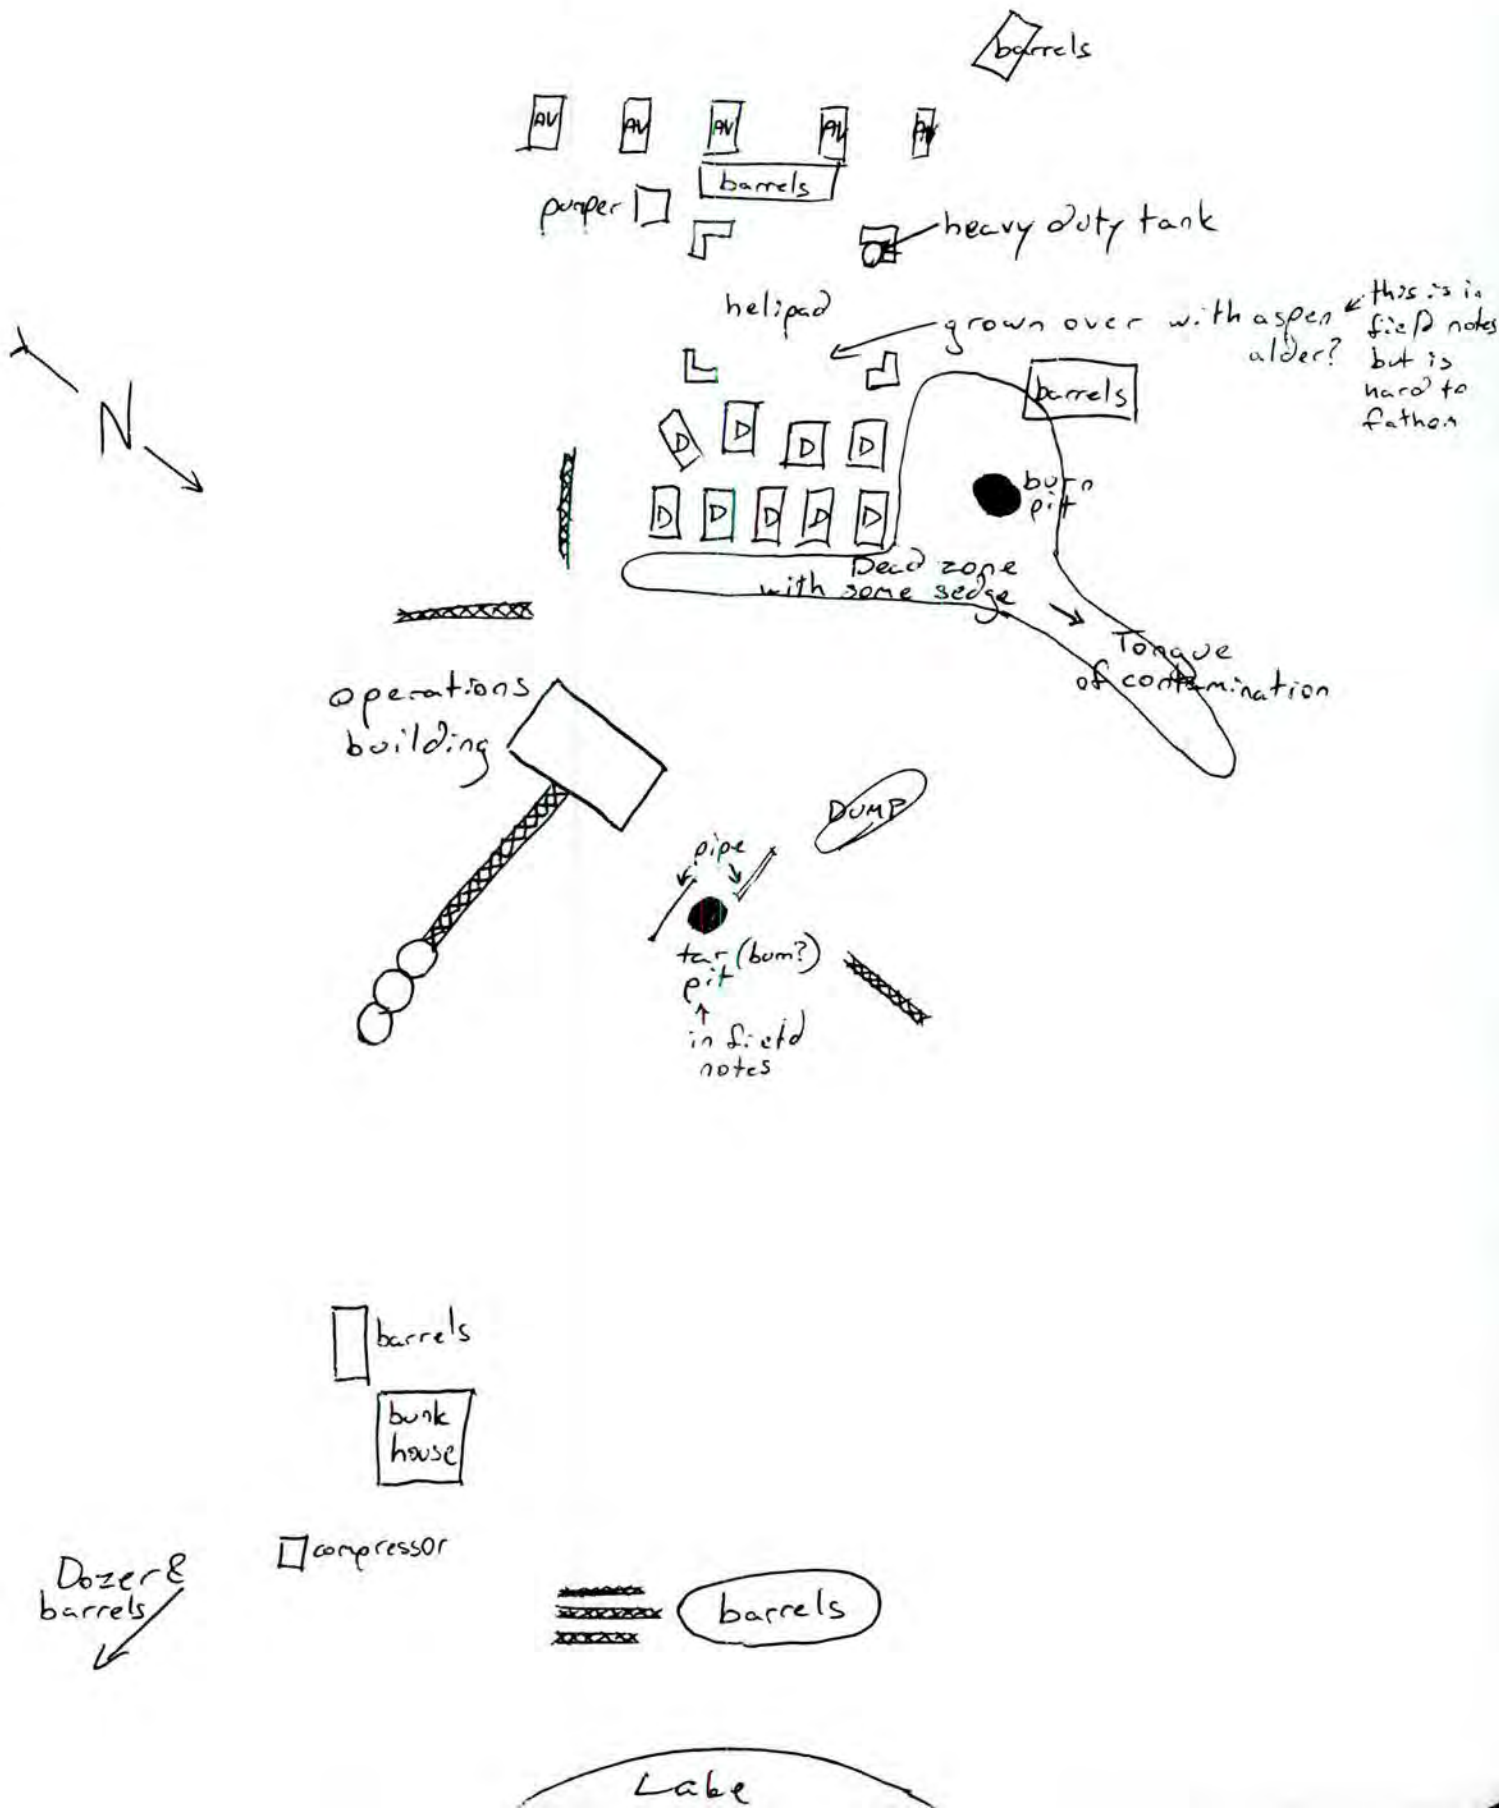 barrels
AV AV AV AV AV
barrels
pumper
heavy duty tank
helipad
grown over with aspen
alder?
this is in
field notes
but is
hard to
fathom
N
barrels
D D D D
burn
pit
D D D D D
Dead zone
with some sedge
Tongue
of contamination
operations
building
DUMP
pipe
tar (burn?)
pit
in field
notes
barrels
bunk
house
compressor
Dozer &
barrels
barrels
Lake